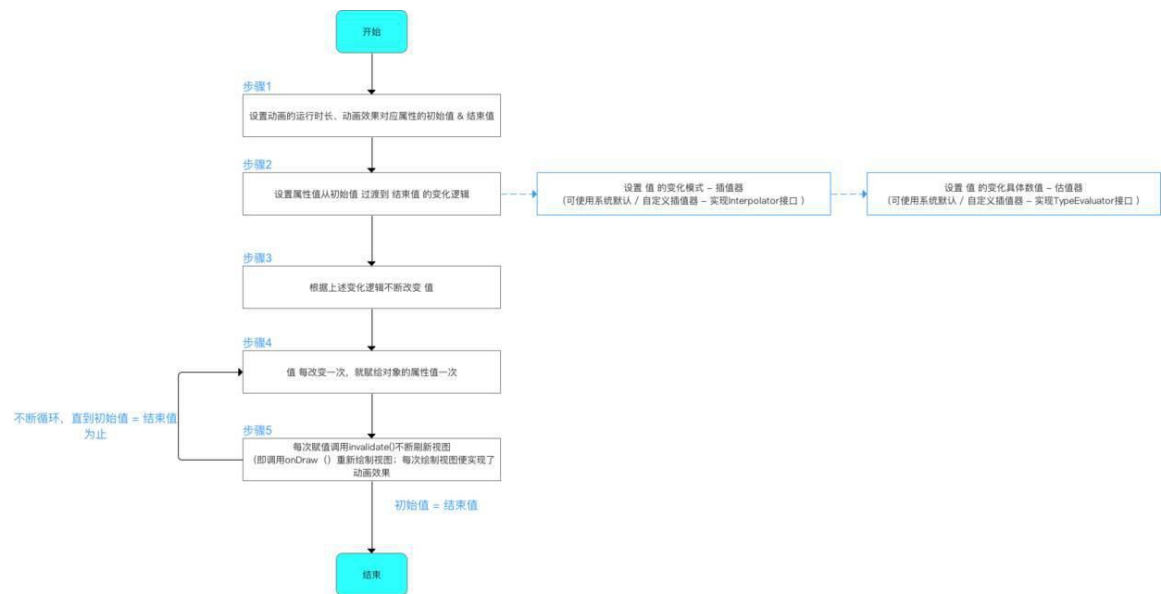 开始
步骤1
设置动画的运行时长、动画效果对应属性的初始值 & 结束值
步骤2
设置属性值从初始值 过渡到 结束值 的变化逻辑
设置 值 的变化模式 – 插值器
（可使用系统默认 / 自定义插值器 – 实现Interpolator接口 ）
设置 值 的变化具体数值 – 估值器
（可使用系统默认 / 自定义插值器 – 实现TypeEvaluator接口 ）
步骤3
根据上述变化逻辑不断改变 值
步骤4
值 每改变一次，就赋给对象的属性值一次
不断循环，直到初始值 = 结束值
为止
步骤5
每次赋值调用invalidate()不断刷新视图
（即调用onDraw（）重新绘制视图；每次绘制视图便实现了
动画效果
初始值 = 结束值
结束